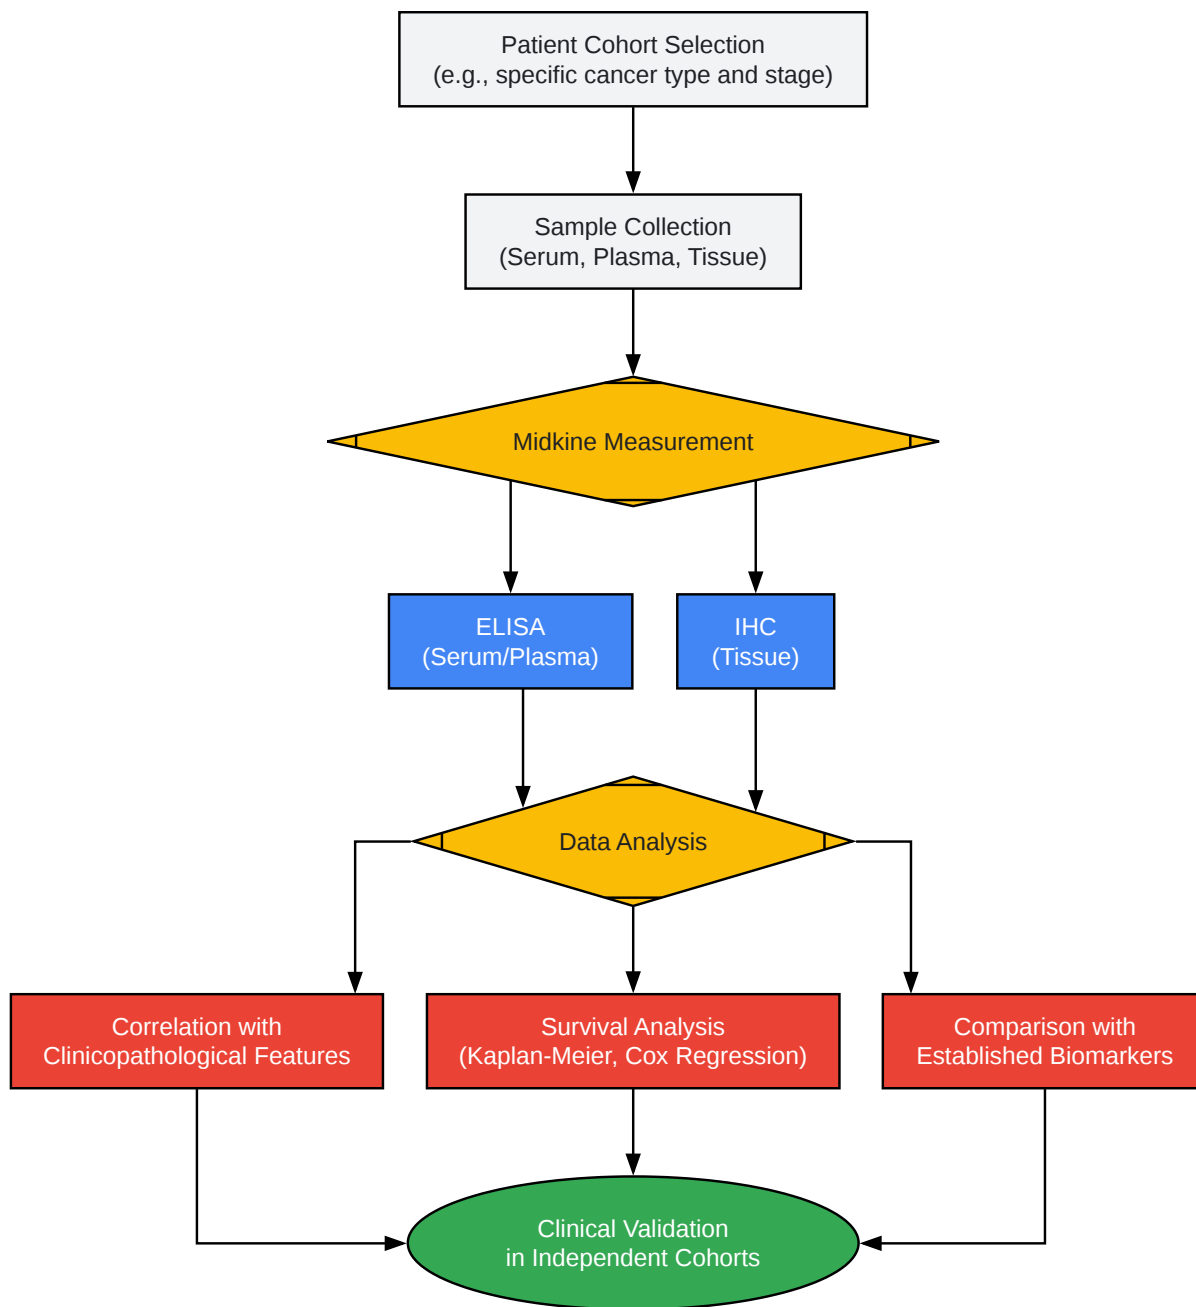 Patient Cohort Selection
(e.g., specific cancer type and stage)
Sample Collection
(Serum, Plasma, Tissue)
Midkine Measurement
ELISA
(Serum/Plasma)
IHC
(Tissue)
Data Analysis
Correlation with
Clinicopathological Features
Survival Analysis
(Kaplan-Meier, Cox Regression)
Comparison with
Established Biomarkers
Clinical Validation
in Independent Cohorts